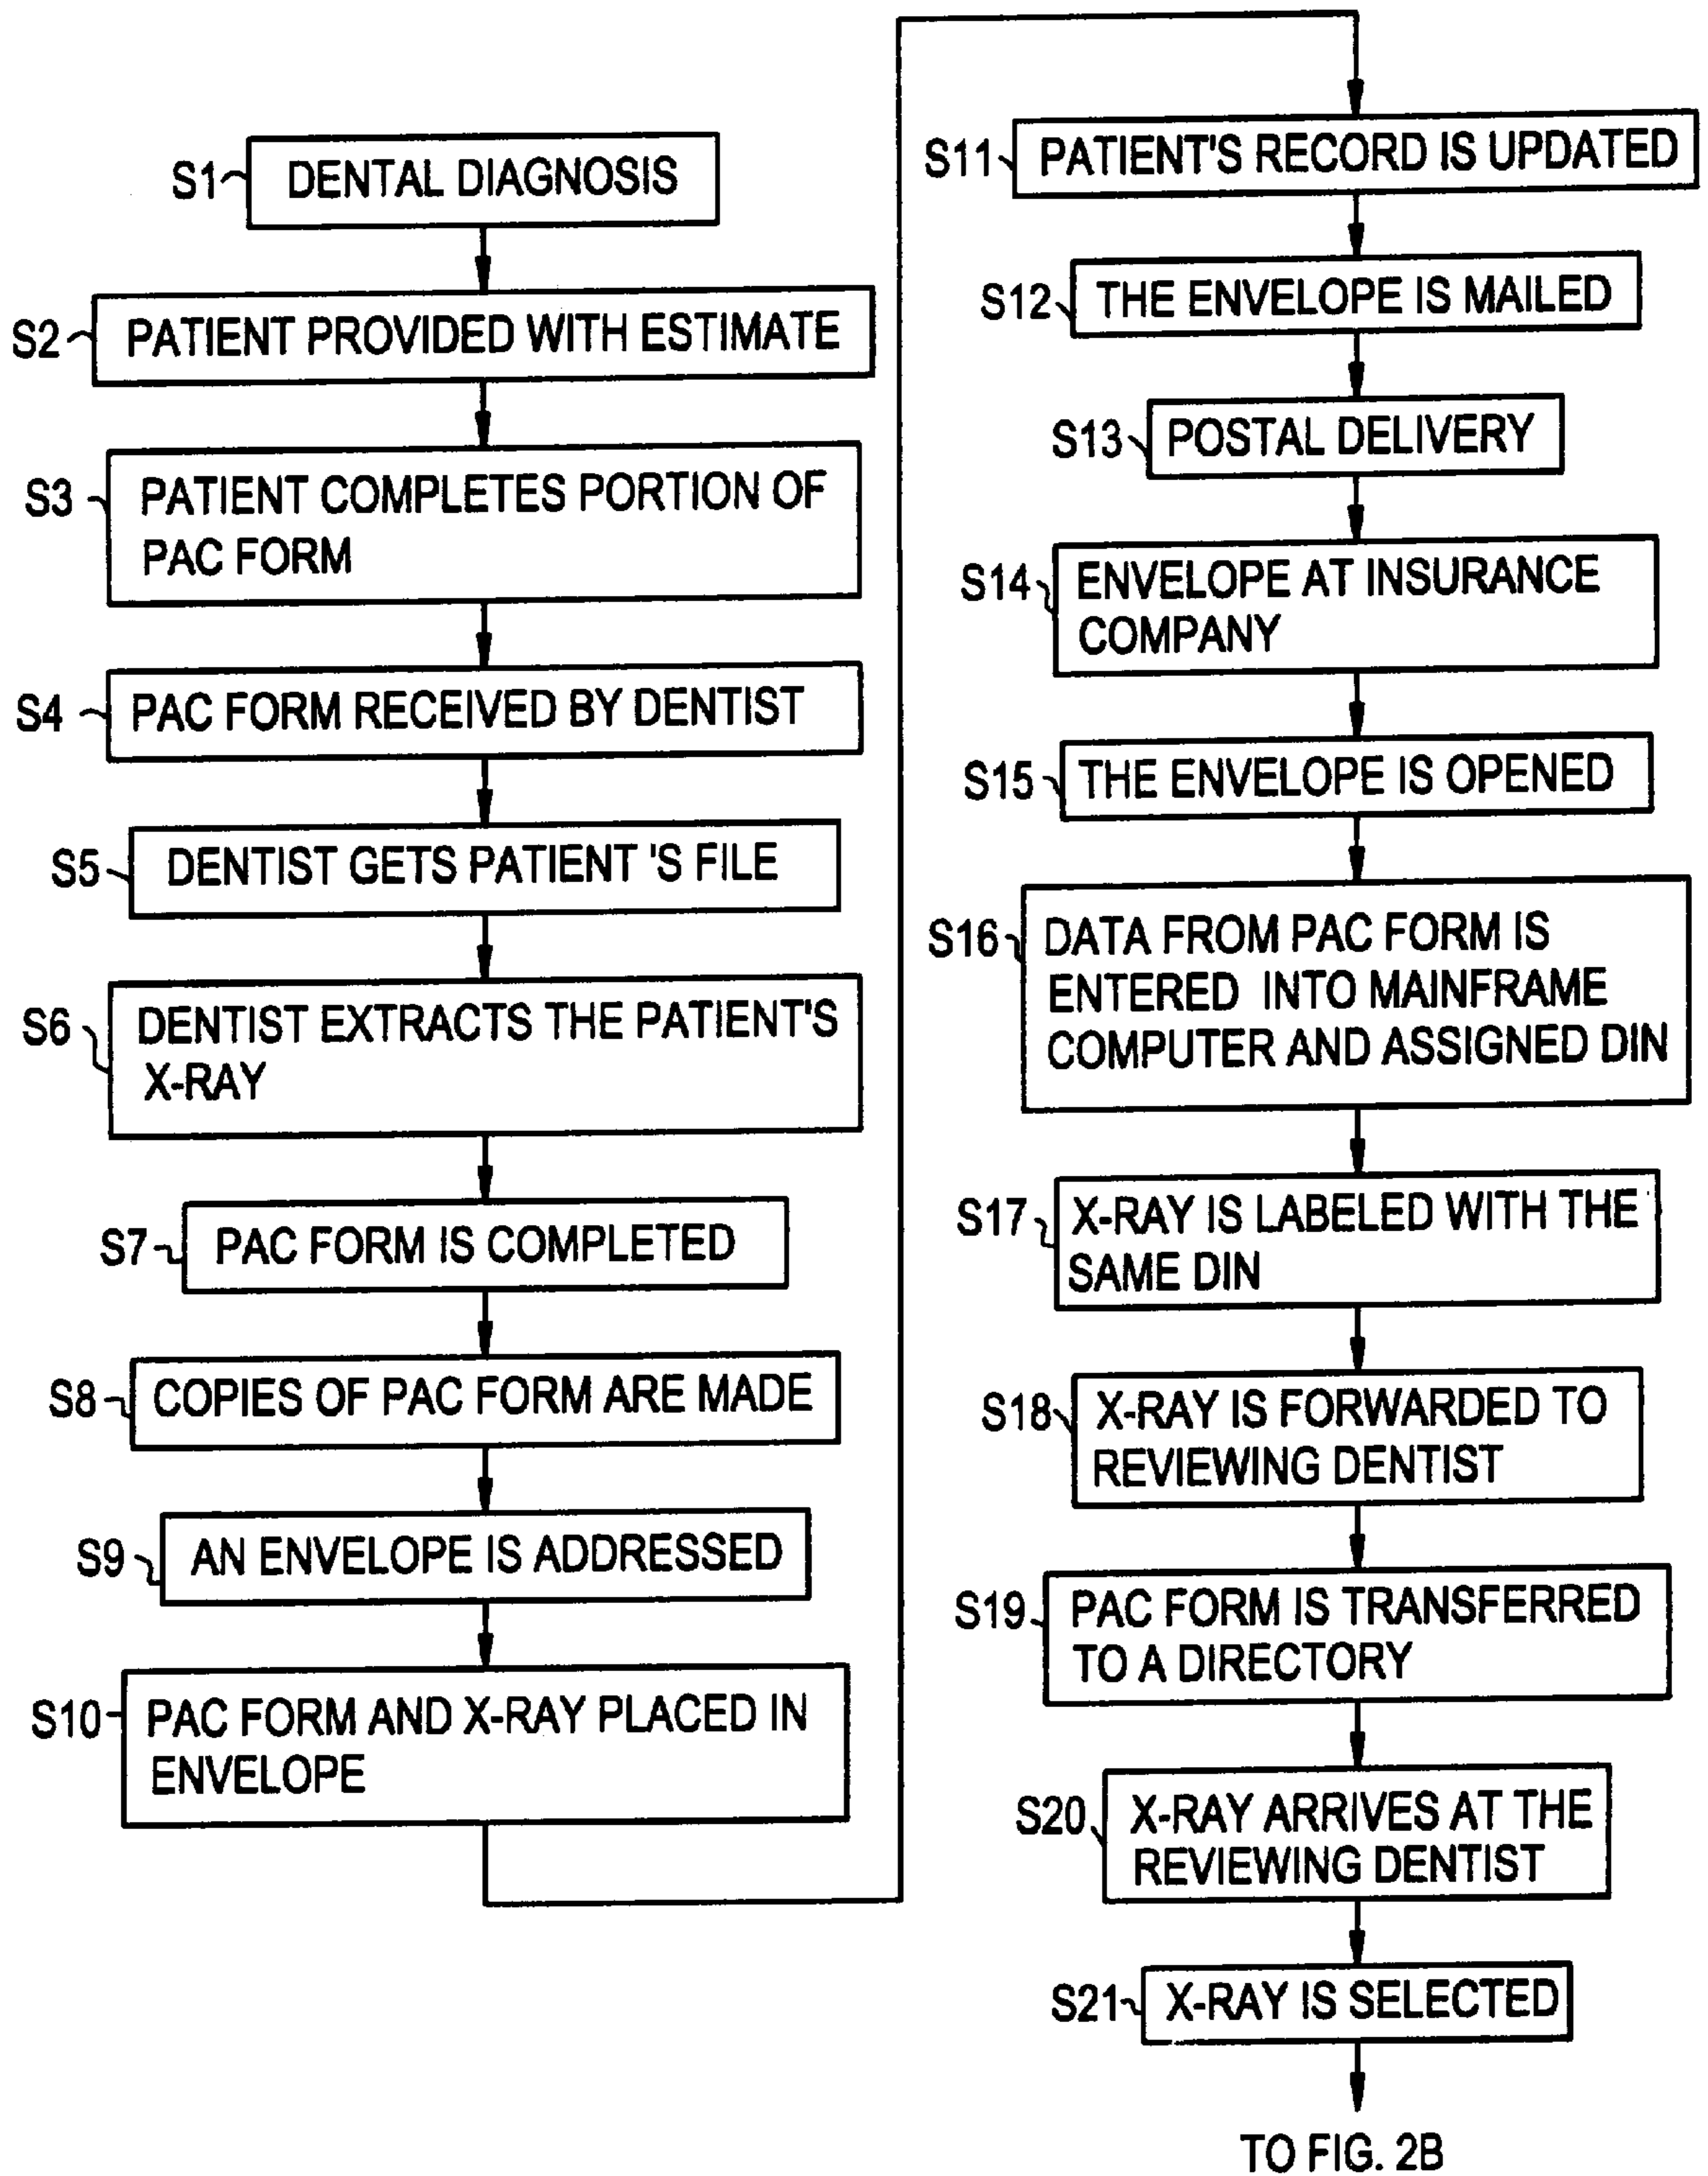 S1
DENTAL DIAGNOSIS
S2
PATIENT PROVIDED WITH ESTIMATE
S3
PATIENT COMPLETES PORTION OF
PAC FORM
S4
PAC FORM RECEIVED BY DENTIST
S5
DENTIST GETS PATIENT 'S FILE
S6
DENTIST EXTRACTS THE PATIENT'S
X-RAY
S7
PAC FORM IS COMPLETED
S8
COPIES OF PAC FORM ARE MADE
S9
AN ENVELOPE IS ADDRESSED
S10
PAC FORM AND X-RAY PLACED IN
ENVELOPE
S11
PATIENT'S RECORD IS UPDATED
S12
THE ENVELOPE IS MAILED
S13
POSTAL DELIVERY
S14
ENVELOPE AT INSURANCE
COMPANY
S15
THE ENVELOPE IS OPENED
S16
DATA FROM PAC FORM IS
ENTERED INTO MAINFRAME
COMPUTER AND ASSIGNED DIN
S17
X-RAY IS LABELED WITH THE
SAME DIN
S18
X-RAY IS FORWARDED TO
REVIEWING DENTIST
S19
PAC FORM IS TRANSFERRED
TO A DIRECTORY
S20
X-RAY ARRIVES AT THE
REVIEWING DENTIST
S21
X-RAY IS SELECTED
TO FIG. 2B